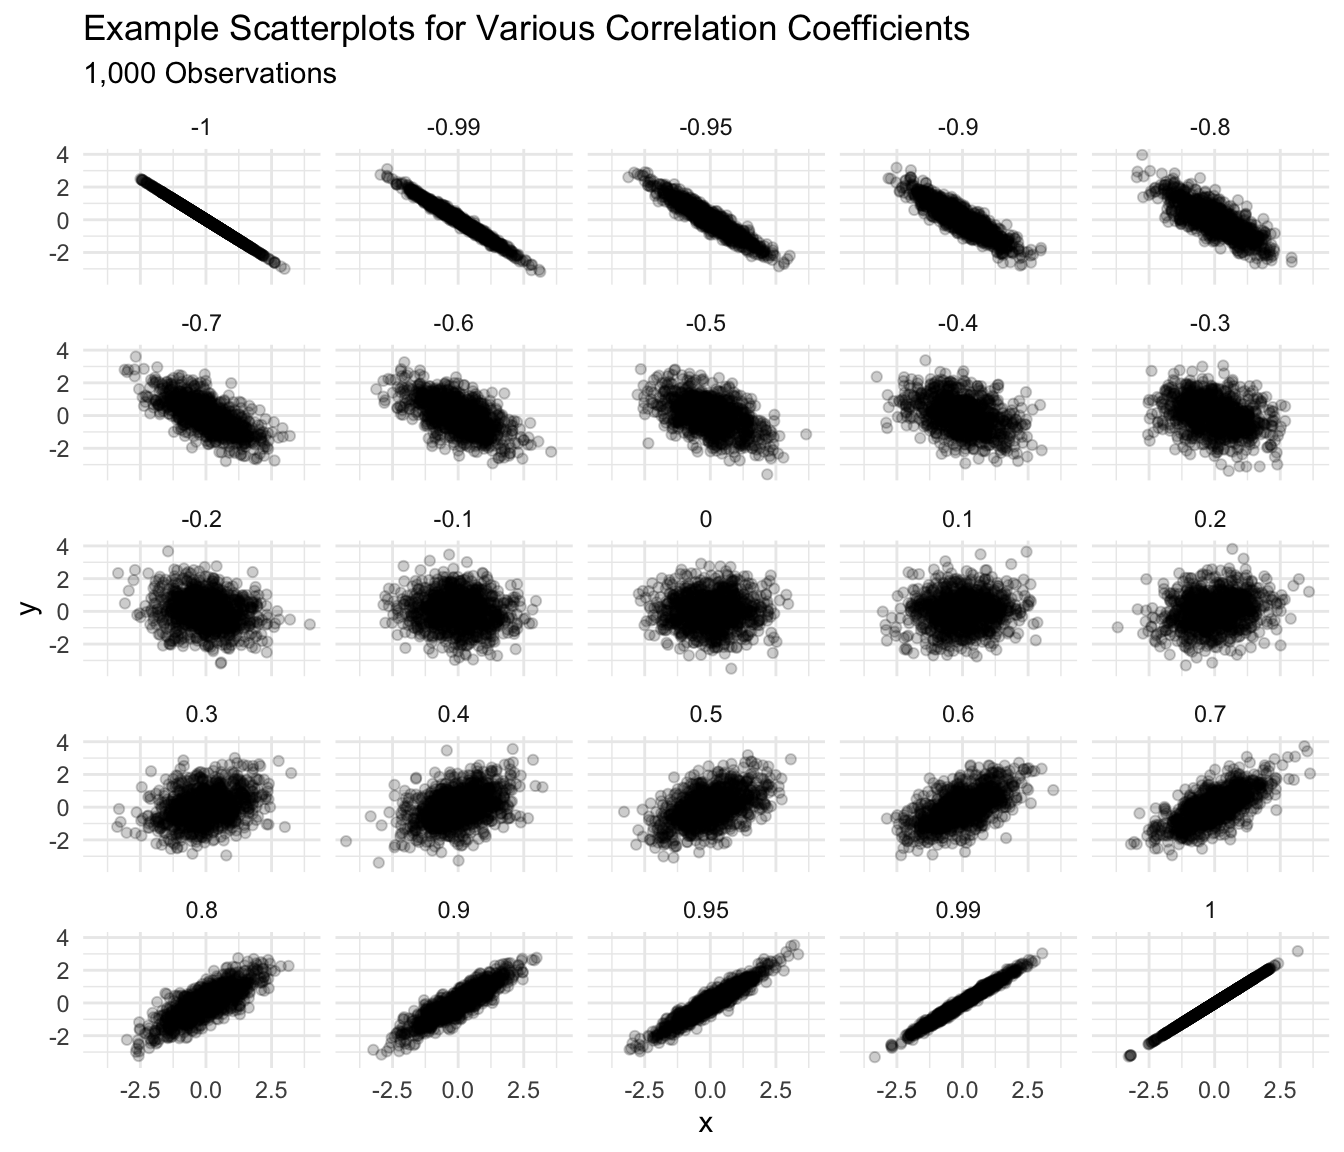 Example Scatterplots for Various Correlation Coefficients
1,000 Observations
-1 -0.99 -0.95 -0.9 -0.8
4
2
0
-2
-0.7 -0.6 -0.5 -0.4 -0.3
4
2
0
-2
-0.2 -0.1 0 0.1 0.2
4
2
0
-2
y
0.3 0.4 0.5 0.6 0.7
4
2
0
-2
0.8 0.9 0.95 0.99 1
4
2
0
-2
-2.5 0.0 2.5 -2.5 0.0 2.5 -2.5 0.0 2.5 -2.5 0.0 2.5 -2.5 0.0 2.5
x